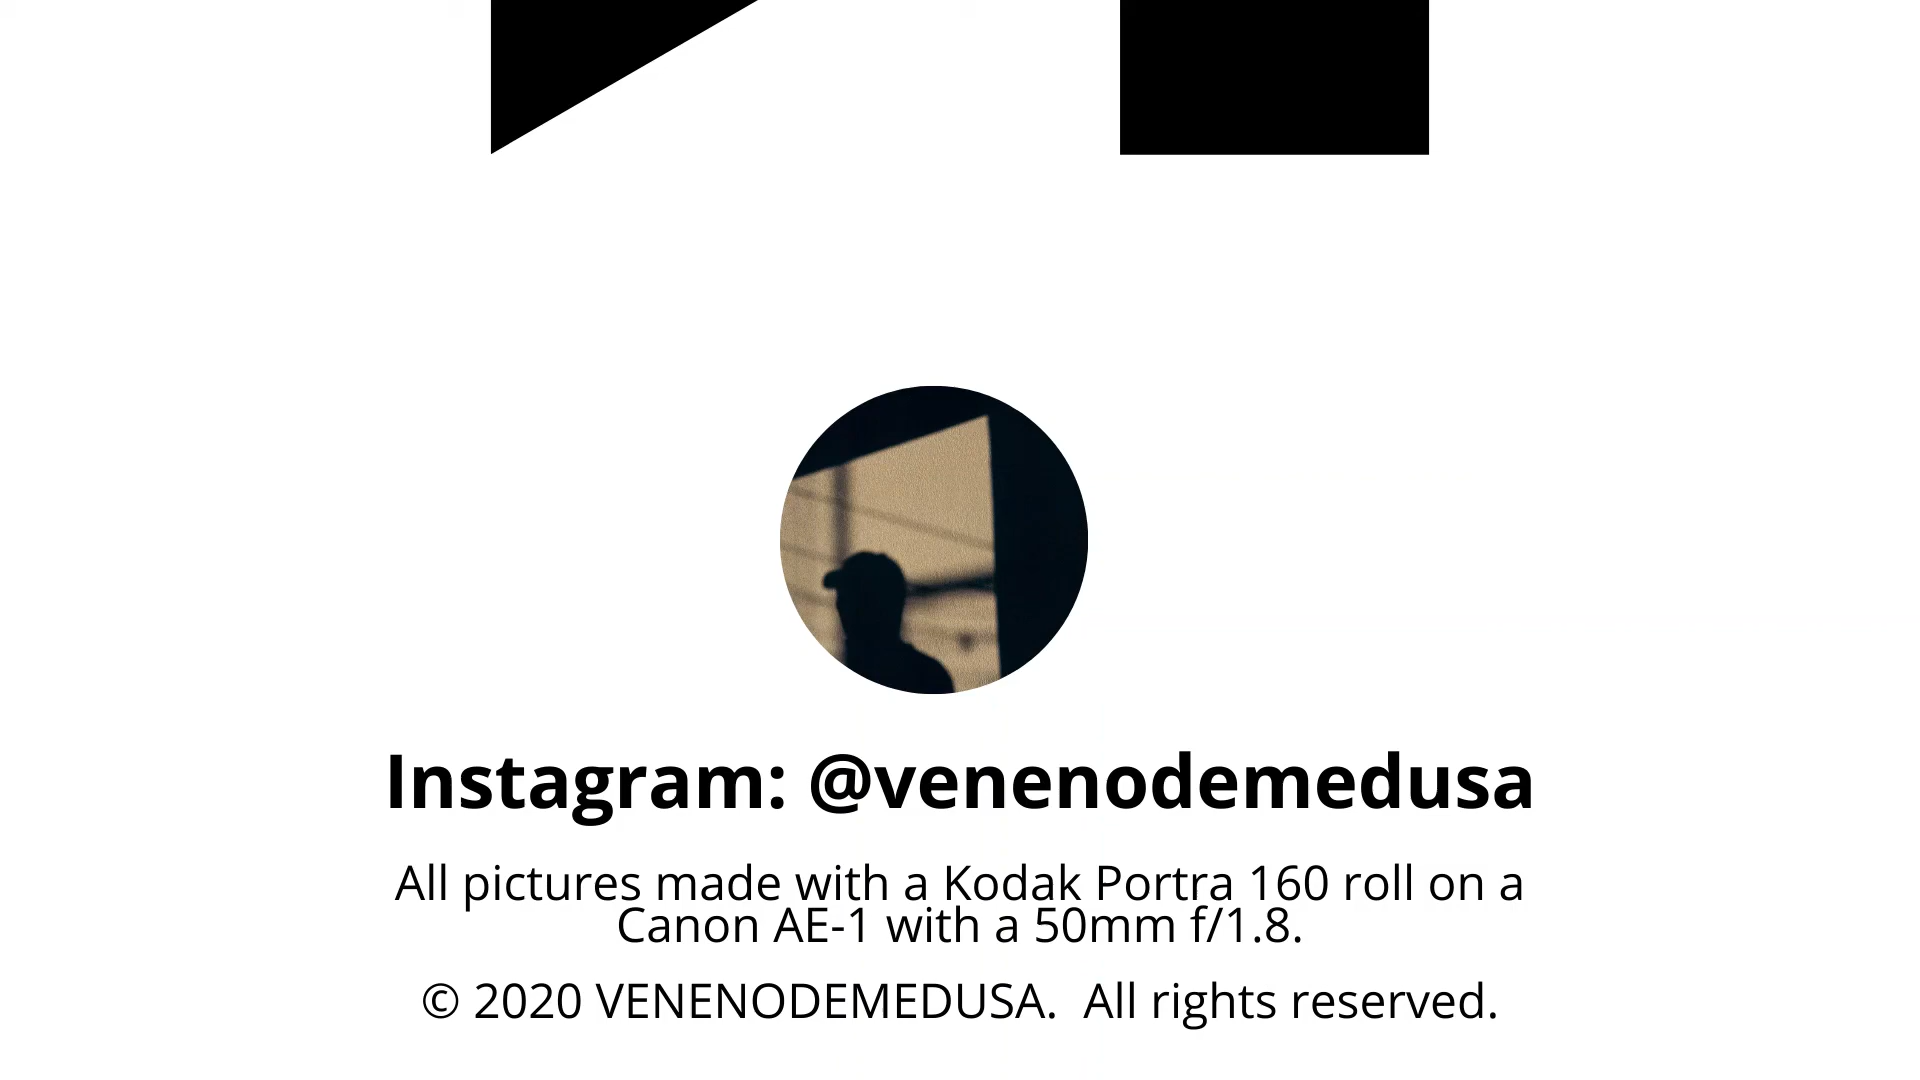 Instagram: @venenodemedusa
All pictures made with a Kodak Portra 160 roll on a
Canon AE-1 with a 50mm f/1.8.
© 2020 VENENODEMEDUSA.  All rights reserved.